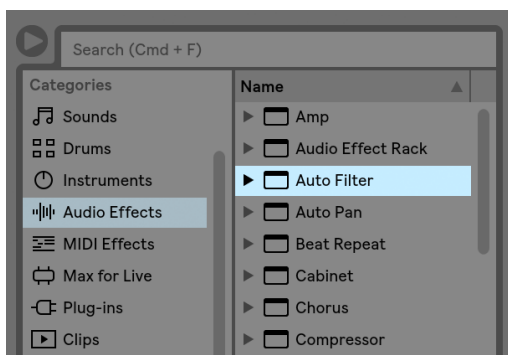 Search (Cmd + F)
Categories
Sounds
Drums
Instruments
Audio Effects
MIDI Effects
Max for Live
Plug-ins
Clips
Name
Amp
Audio Effect Rack
Auto Filter
Auto Pan
Beat Repeat
Cabinet
Chorus
Compressor